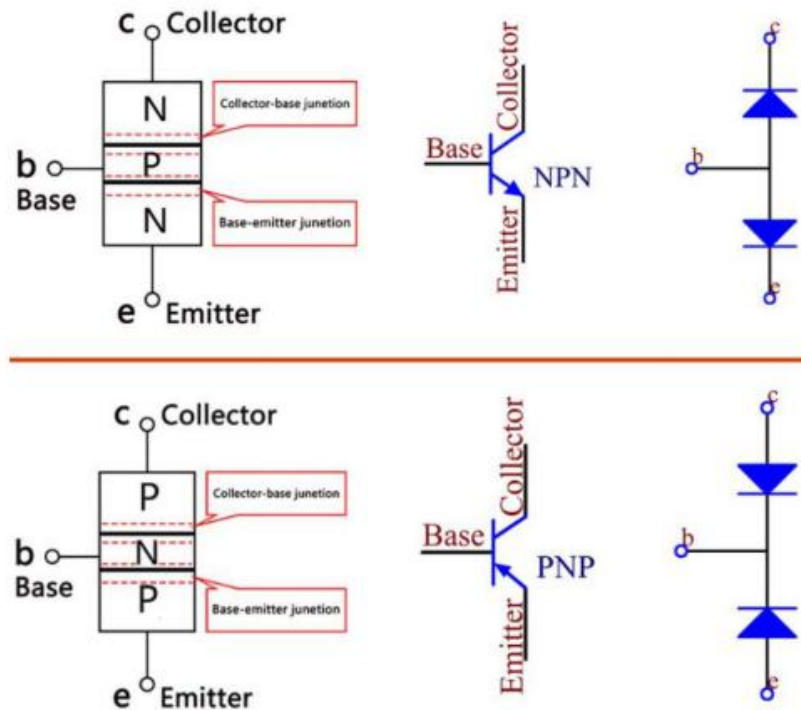 c Collector
N
Collector-base junetion
b
Base
P
N
Base-emitter junetion
e Emitter
Base
Collector
NPN
Emitter
c
b
e
c Collector
P
Collector-base junetion
b
Base
N
P
Base-emitter junetion
e Emitter
Base
Collector
PNP
Emitter
c
b
e